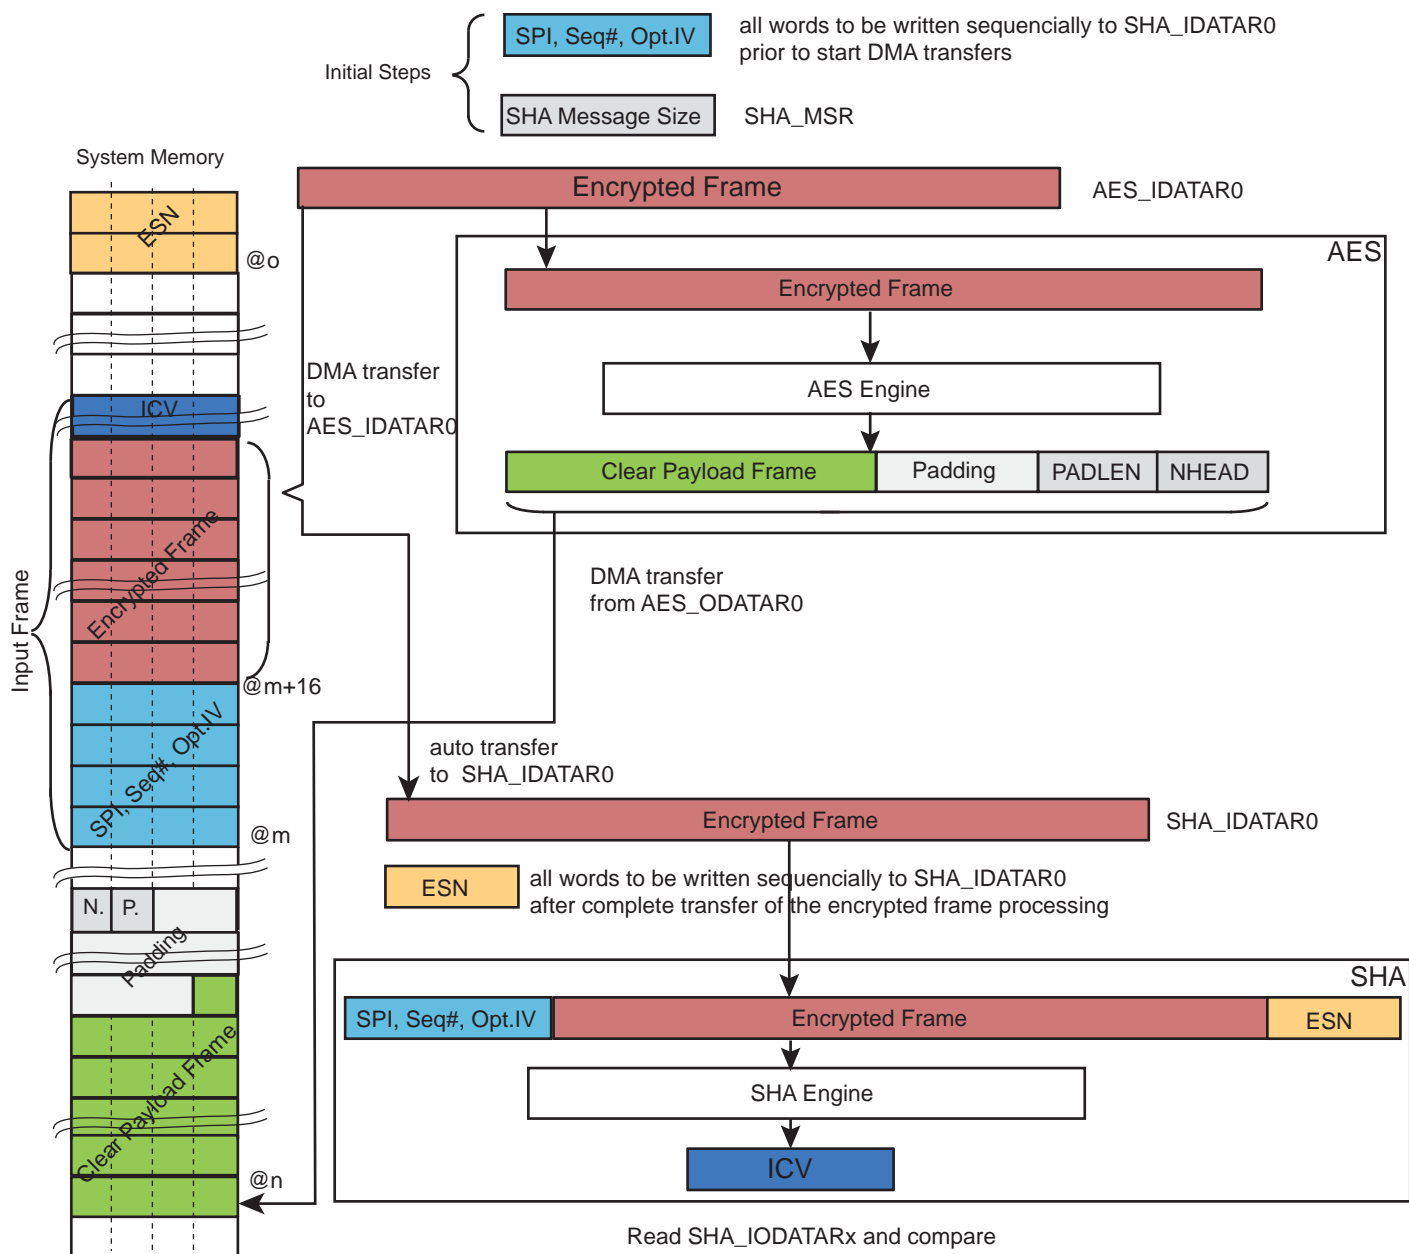 SPI, Seq#, Opt.IV
all words to be written sequencially to SHA_IDATAR0
prior to start DMA transfers
Initial Steps
SHA Message Size
SHA_MSR
System Memory
Encrypted Frame
AES_IDATAR0
ESN
@o
AES
Encrypted Frame
DMA transfer
to
AES_IDATAR0
AES Engine
ICV
Clear Payload Frame
Padding
PADLEN
NHEAD
Encrypted Frame
Input Frame
DMA transfer
from AES_ODATAR0
@m+16
SPI, Seq#, Opt.IV
auto transfer
to SHA_IDATAR0
@m
Encrypted Frame
SHA_IDATAR0
ESN
all words to be written sequencially to SHA_IDATAR0
after complete transfer of the encrypted frame processing
N.
P.
Padding
SHA
SPI, Seq#, Opt.IV
Encrypted Frame
ESN
Clear Payload Frame
SHA Engine
@n
ICV
Read SHA_IODATARx and compare